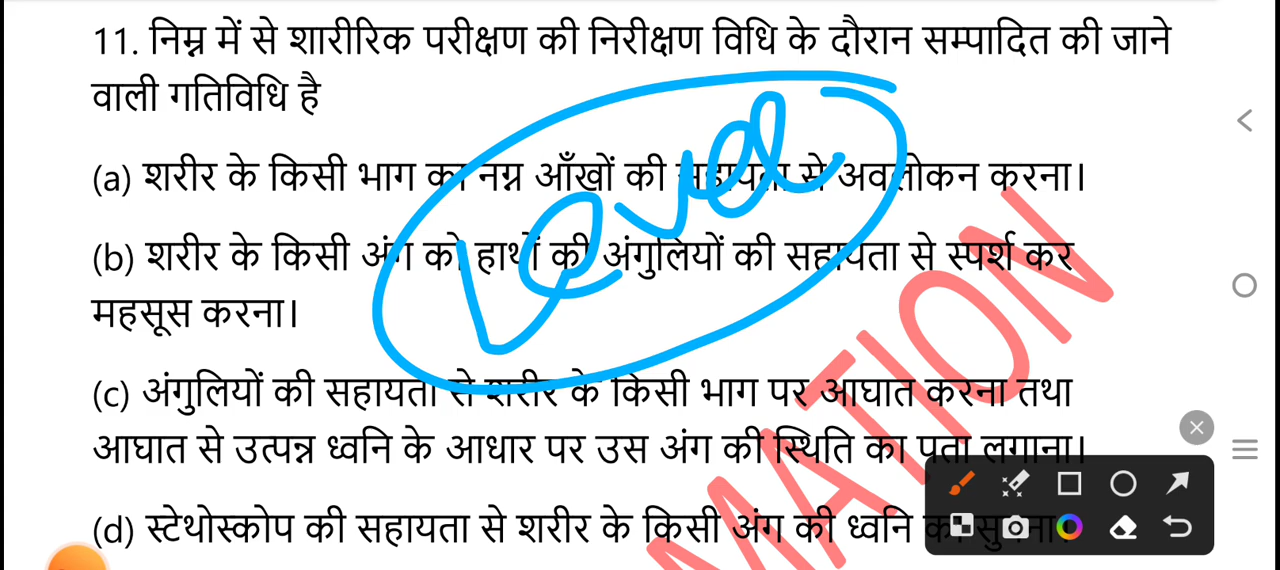 11. निम्न में से शारीरिक परीक्षण की निरीक्षण विधि के दौरान सम्पादित की जाने
वाली गतिविधि है
(a) शरीर के किसी भाग का नग्न आँखों की सहायता से अवलोकन करना।
(b) शरीर के किसी अंग को हाथों की अंगुलियों की सहायता से स्पर्श कर
महसूस करना।
(c) अंगुलियों की सहायता से शरीर के किसी भाग पर आघात करना तथा
आघात से उत्पन्न ध्वनि के आधार पर उस अंग की स्थिति का पता लगाना।
(d) स्टेथोस्कोप की सहायता से शरीर के किसी अंग की ध्वनि को सुनना।
Level
MATION